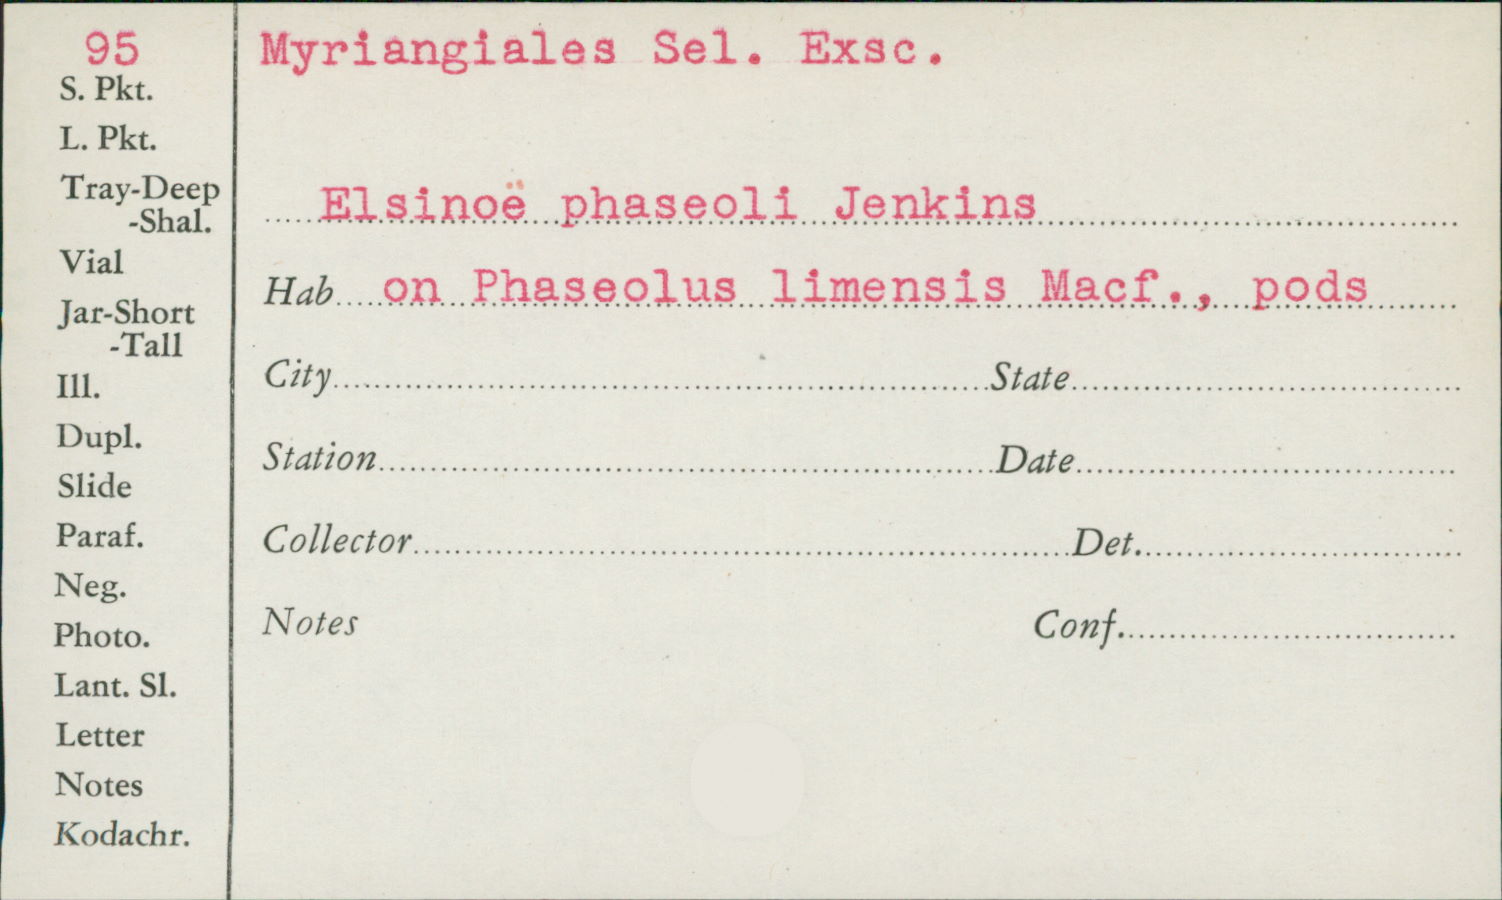 95
S. Pkt.
L. Pkt.
Tray-Deep
-Shal.
Vial
Jar-Short
-Tall
Ill.
Dupl.
Slide
Paraf.
Neg.
Photo.
Lant. Sl.
Letter
Notes
Kodachr.
Myriangiales Sel. Exsc.
Elsinoë phaseoli Jenkins
Hab. on Phaseolus limensis Macf., pods
City State
Station Date
Collector Det.
Notes Conf.